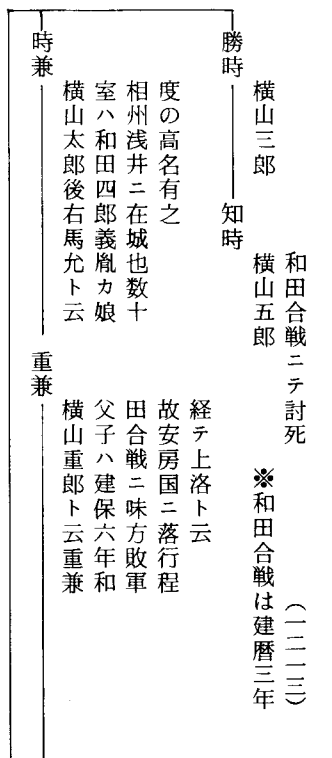 勝時
横山三郎
知時
横山五郎
和田合戦ニテ討死
※和田合戦は建暦三年
(一二一三)
時兼
横山太郎後右馬允ト云
室ハ和田四郎義胤カ娘
相州浅井ニ在城也数十
度の高名有之
重兼
横山重郎ト云重兼
父子ハ建保六年和
田合戦ニ味方敗軍
故安房国ニ落行程
経テ上洛ト云